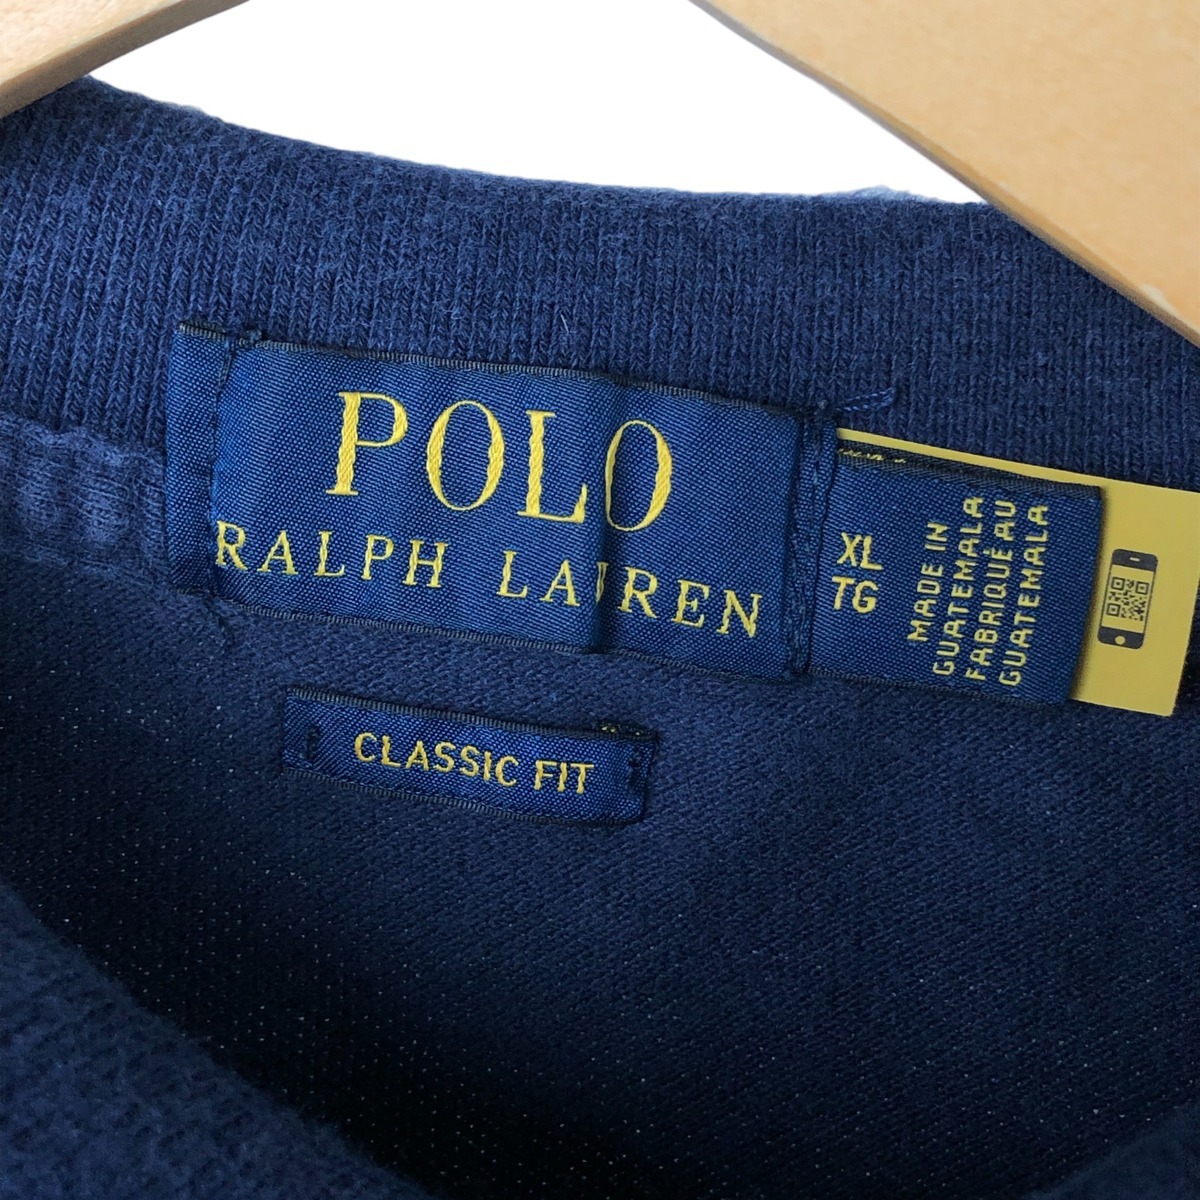 POLO
RALPH LAUREN
XL
TG
MADE IN
GUATEMALA
FABRIQUÉ AU
GUATEMALA
CLASSIC FIT